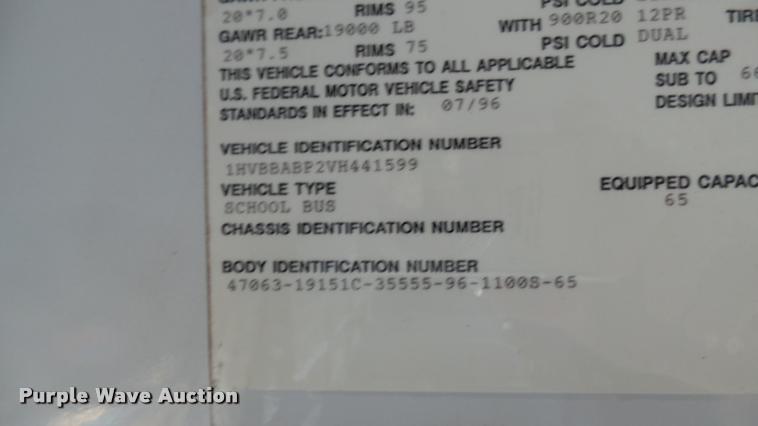 20*7.0 RIMS 95 PSI COLD
GAWR REAR:19000 LB WITH 900R20 12PR
20*7.5 RIMS 75 PSI COLD DUAL
THIS VEHICLE CONFORMS TO ALL APPLICABLE MAX CAP
U.S. FEDERAL MOTOR VEHICLE SAFETY SUB TO
STANDARDS IN EFFECT IN: 07/96 DESIGN
VEHICLE IDENTIFICATION NUMBER
1HVBBABP2VH441599
VEHICLE TYPE EQUIPPED
SCHOOL BUS 65
CHASSIS IDENTIFICATION NUMBER
BODY IDENTIFICATION NUMBER
47063-19151C-35555-96-1100S-65
Purple Wave Auction